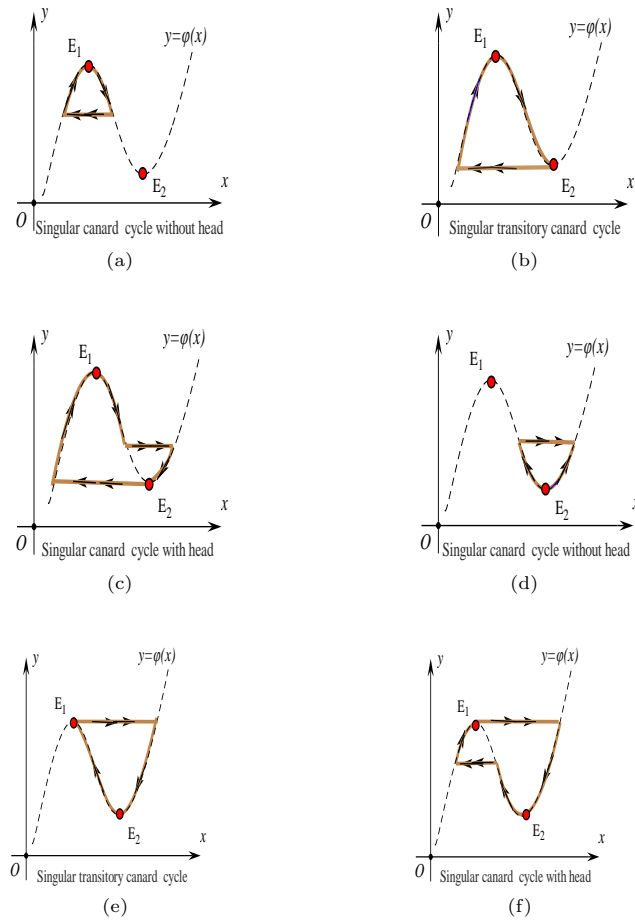 y
y=φ(x)
E1
E2
x
O
Singular canard cycle without head
(a)
y
y=φ(x)
E1
E2
x
O
Singular transitory canard cycle
(b)
y
y=φ(x)
E1
E2
x
O
Singular canard cycle with head
(c)
y
y=φ(x)
E1
E2
x
O
Singular canard cycle without head
(d)
y
y=φ(x)
E1
E2
x
O
Singular transitory canard cycle
(e)
y
y=φ(x)
E1
E2
x
O
Singular canard cycle with head
(f)